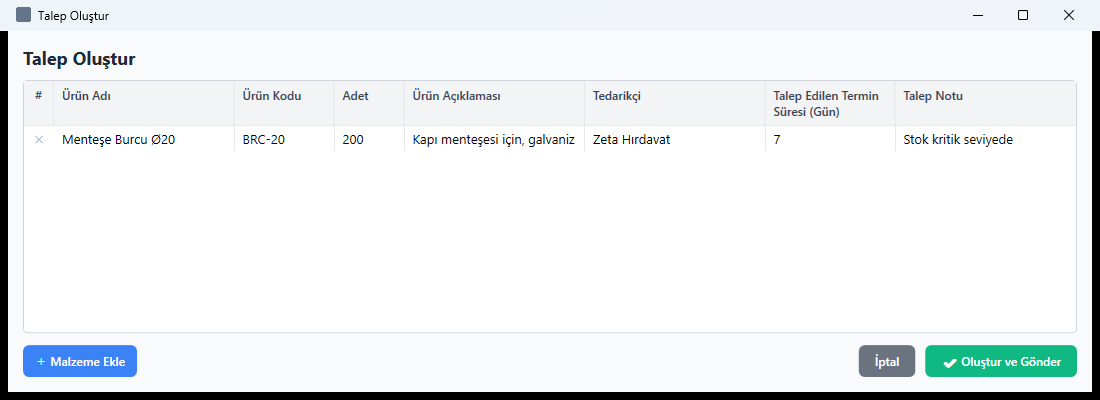 Talep Oluştur
Talep Oluştur
# Ürün Adı Ürün Kodu Adet Ürün Açıklaması Tedarikçi Talep Edilen Termin Süresi (Gün) Talep Notu
× Menteşe Burcu Ø20 BRC-20 200 Kapı menteşesi için, galvaniz Zeta Hırdavat 7 Stok kritik seviyede
+ Malzeme Ekle
İptal
✔ Oluştur ve Gönder